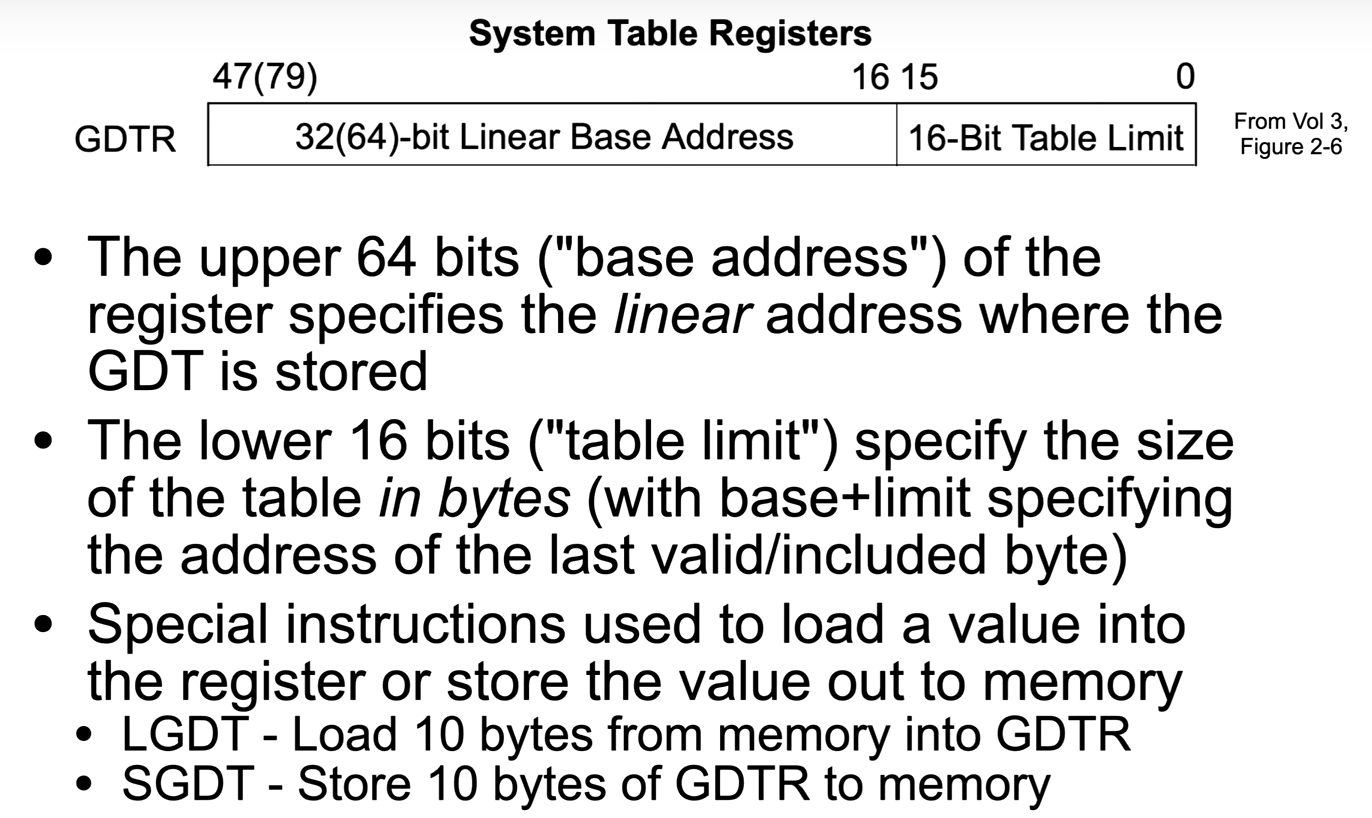 System Table Registers
47(79) 16 15 0
GDTR 32(64)-bit Linear Base Address 16-Bit Table Limit
From Vol 3,
Figure 2-6
• The upper 64 bits ("base address") of the
register specifies the linear address where the
GDT is stored
• The lower 16 bits ("table limit") specify the size
of the table in bytes (with base+limit specifying
the address of the last valid/included byte)
• Special instructions used to load a value into
the register or store the value out to memory
• LGDT - Load 10 bytes from memory into GDTR
• SGDT - Store 10 bytes of GDTR to memory